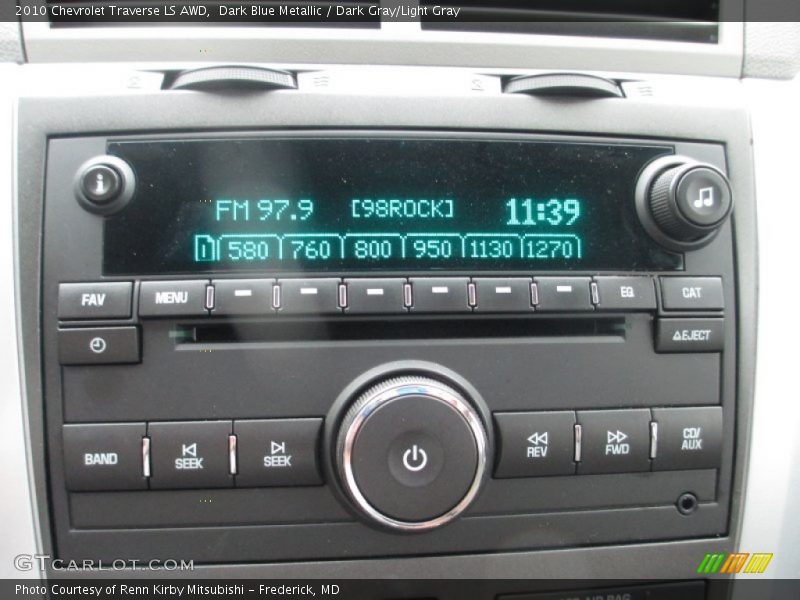 2010 Chevrolet Traverse LS AWD,  Dark Blue Metallic / Dark Gray/Light Gray
i
FM 97.9 [98ROCK] 11:39
1 580 760 800 950 1130 1270
FAV MENU EQ CAT
⏏EJECT
BAND SEEK SEEK REV FWD CD/AUX
GTCARLOT.COM
Photo Courtesy of Renn Kirby Mitsubishi – Frederick, MD